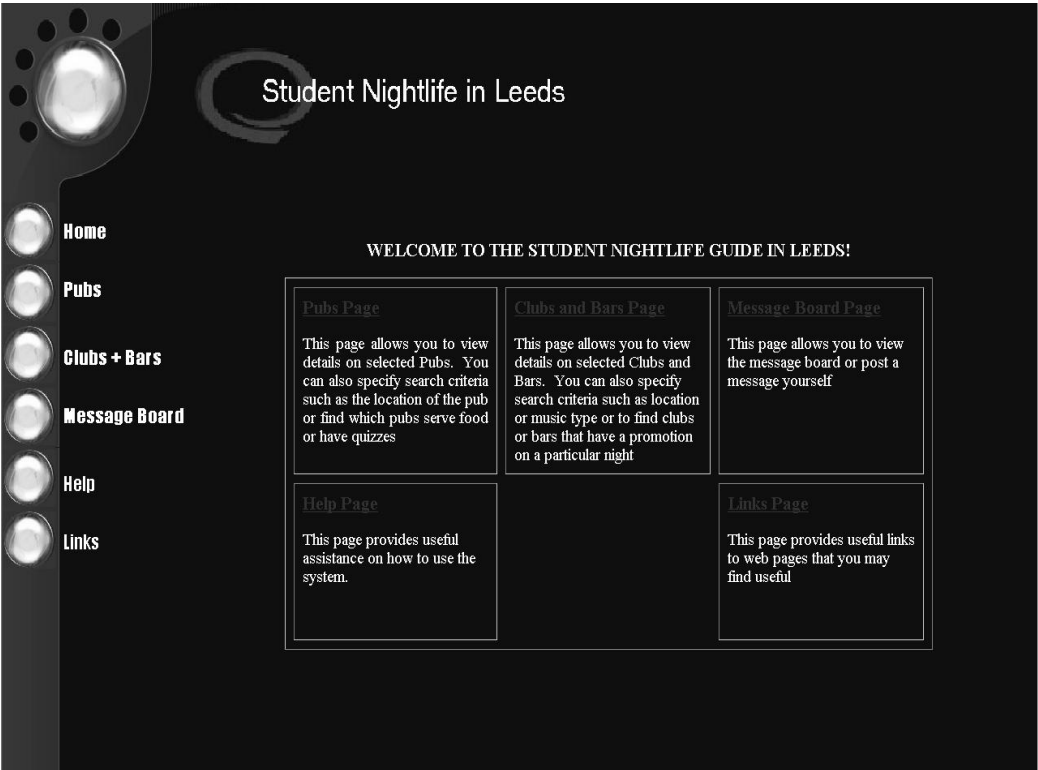 Student Nightlife in Leeds
Home
Pubs
Clubs + Bars
Message Board
Help
Links
WELCOME TO THE STUDENT NIGHTLIFE GUIDE IN LEEDS!
Pubs Page
This page allows you to view
details on selected Pubs. You
can also specify search criteria
such as the location of the pub
or find which pubs serve food
or have quizzes
Clubs and Bars Page
This page allows you to view
details on selected Clubs and
Bars. You can also specify
search criteria such as location
or music type or to find clubs
or bars that have a promotion
on a particular night
Message Board Page
This page allows you to view
the message board or post a
message yourself
Help Page
This page provides useful
assistance on how to use the
system.
Links Page
This page provides useful links
to web pages that you may
find useful